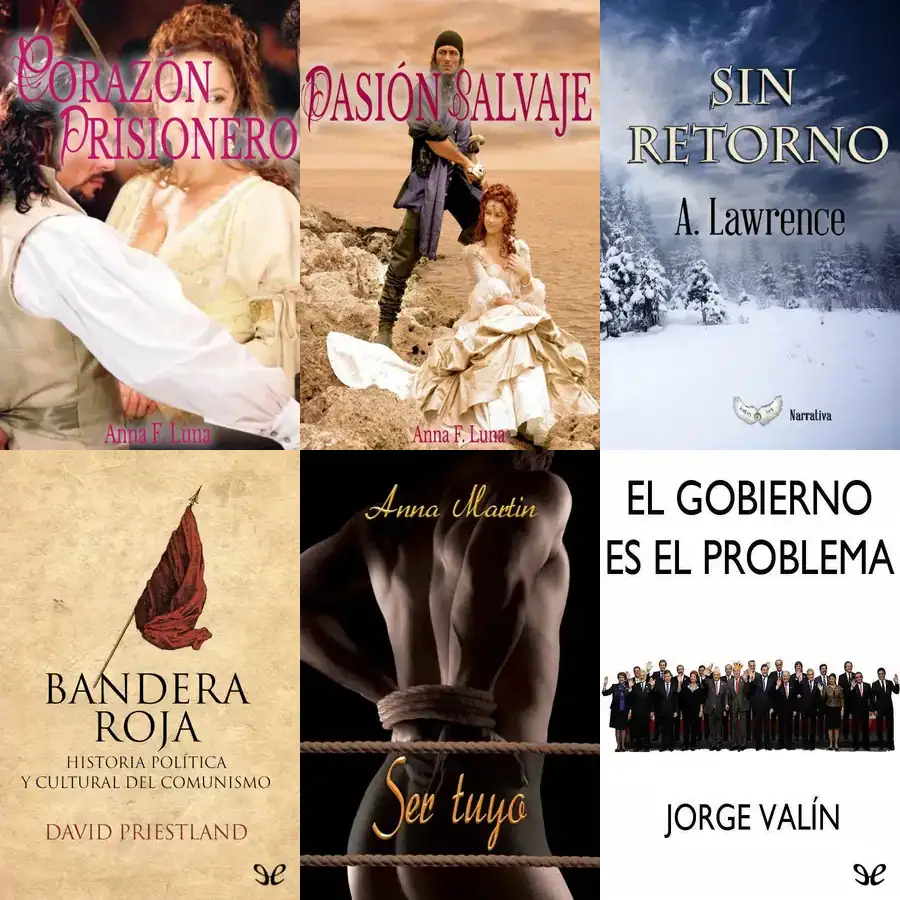 CORAZÓN
PRISIONERO
Anna F. Luna
PASIÓN SALVAJE
Anna F. Luna
SIN
RETORNO
A. Lawrence
Narrativa
BANDERA
ROJA
HISTORIA POLÍTICA
Y CULTURAL DEL COMUNISMO
DAVID PRIESTLAND
Anna Martin
Ser tuyo
EL GOBIERNO
ES EL PROBLEMA
JORGE VALÍN